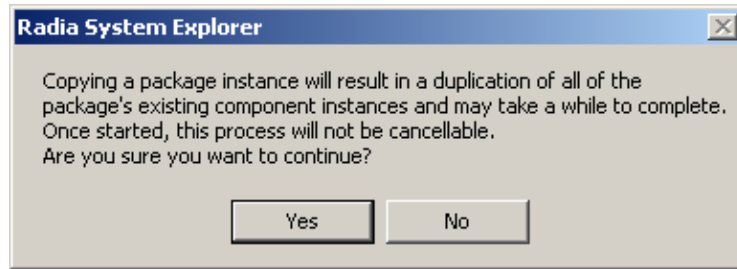 Radia System Explorer
Copying a package instance will result in a duplication of all of the
package's existing component instances and may take a while to complete.
Once started, this process will not be cancellable.
Are you sure you want to continue?
Yes No